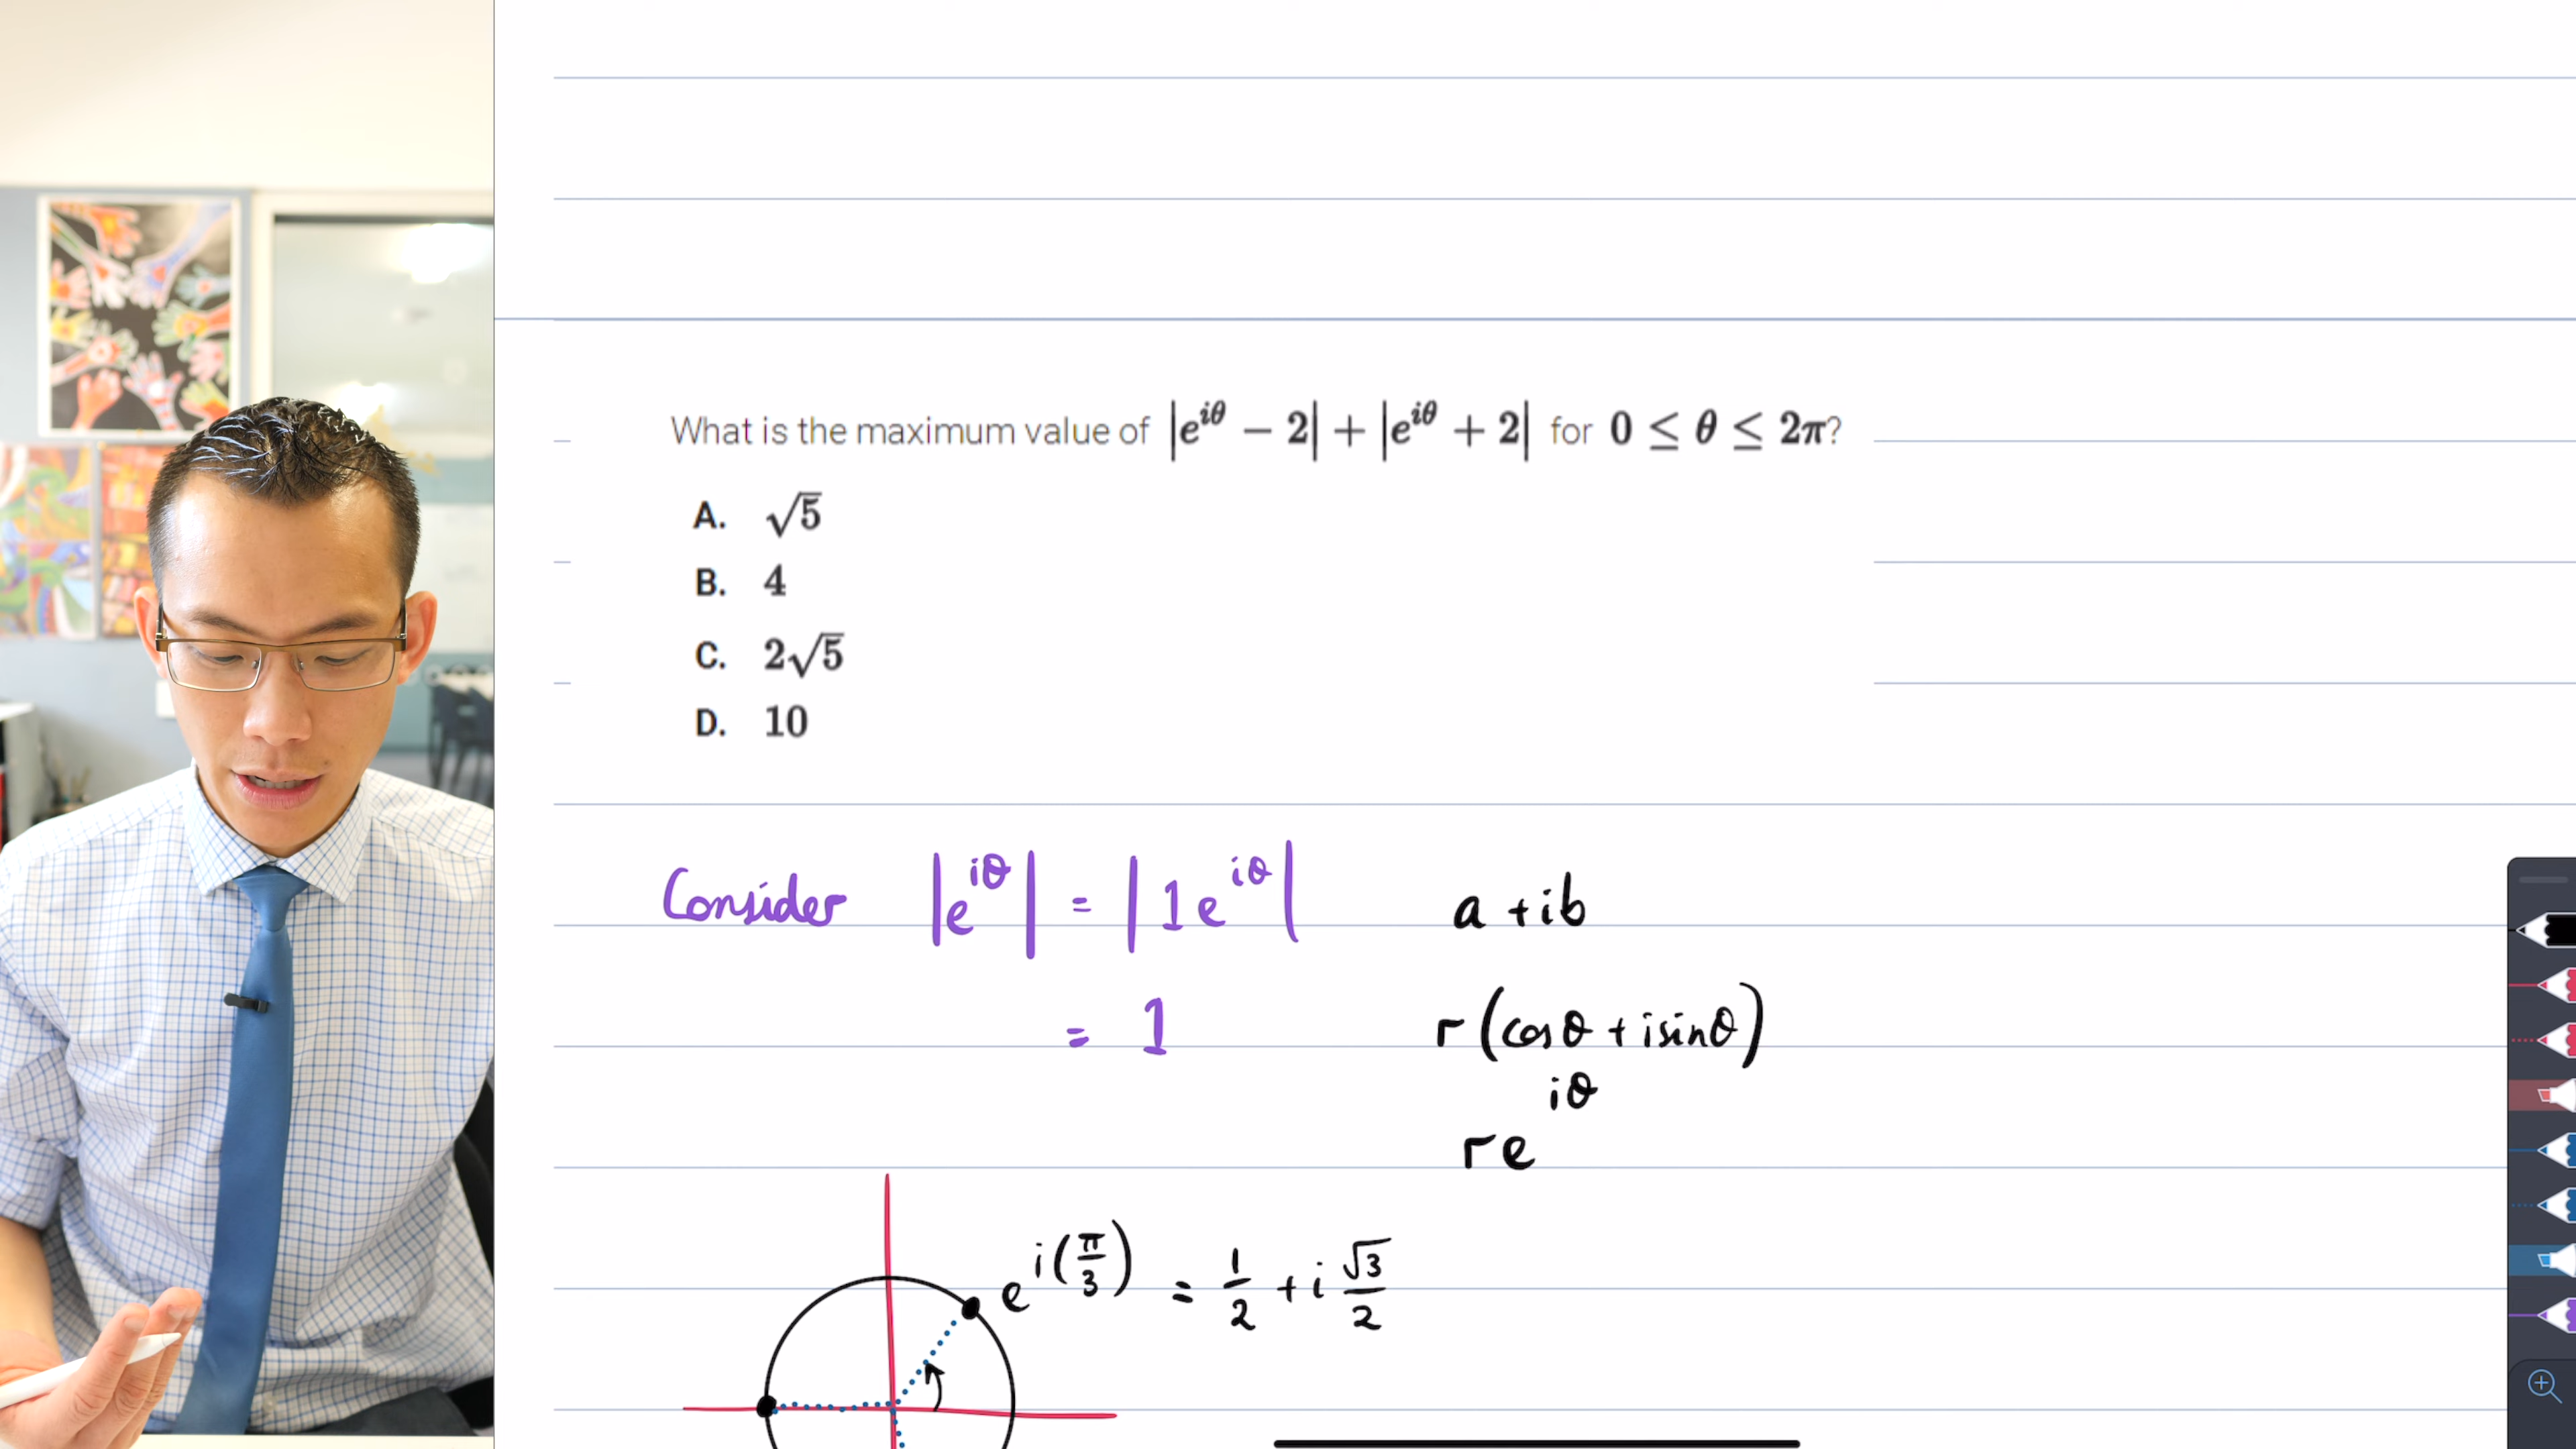 What is the maximum value of |e^{iθ} − 2| + |e^{iθ} + 2| for 0 ≤ θ ≤ 2π?
A. √5
B. 4
C. 2√5
D. 10
Consider |e^{iθ}| = |1e^{iθ}|
= 1
a + ib
r(cosθ + isinθ)
re^{iθ}
e^{i(π/3)} = 1/2 + i √3/2